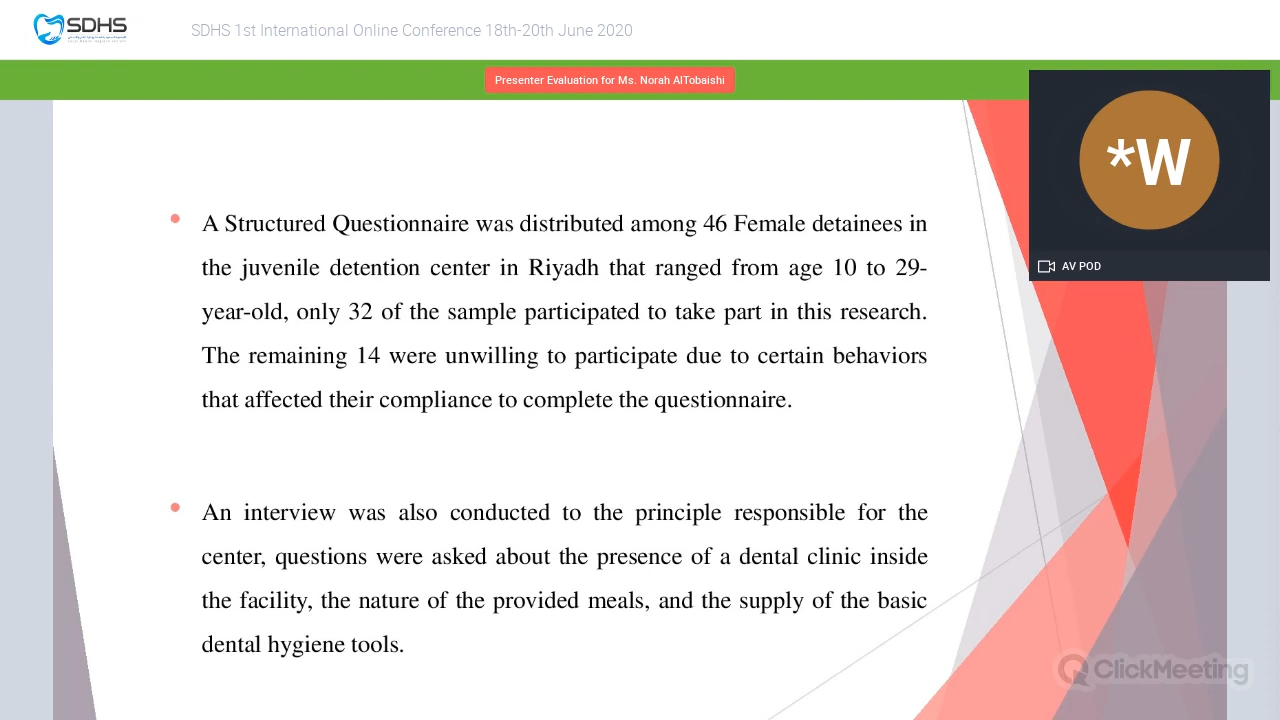 SDHS
SDHS 1st International Online Conference 18th-20th June 2020
Presenter Evaluation for Ms. Norah AlTobaishi
*W
AV POD
A Structured Questionnaire was distributed among 46 Female detainees in
the juvenile detention center in Riyadh that ranged from age 10 to 29-
year-old, only 32 of the sample participated to take part in this research.
The remaining 14 were unwilling to participate due to certain behaviors
that affected their compliance to complete the questionnaire.
An interview was also conducted to the principle responsible for the
center, questions were asked about the presence of a dental clinic inside
the facility, the nature of the provided meals, and the supply of the basic
dental hygiene tools.
ClickMeeting